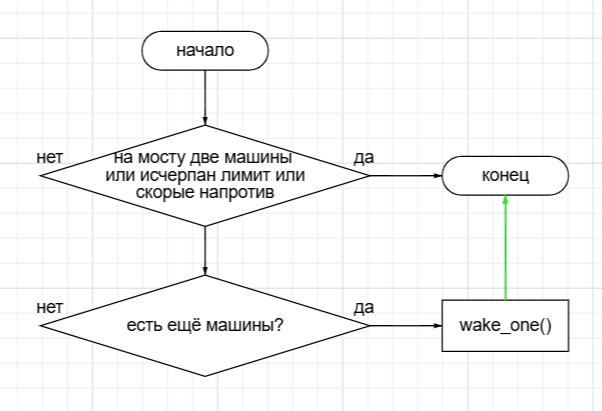 начало
нет
да
на мосту две машины
или исчерпан лимит или
скорые напротив
конец
нет
да
есть ещё машины?
wake_one()